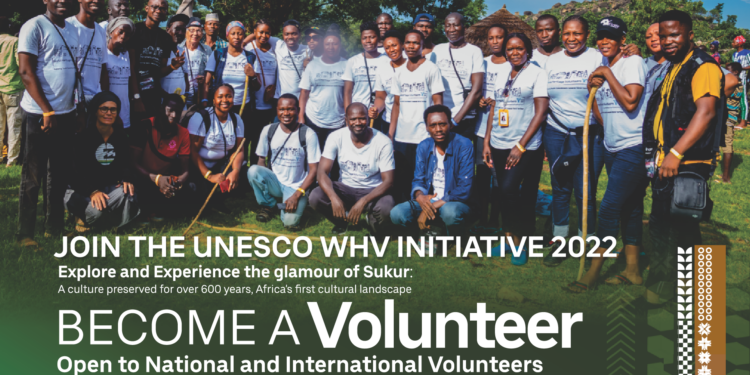 JOIN THE UNESCO WHV INITIATIVE 2022
Explore and Experience the glamour of Sukur:
A culture preserved for over 600 years, Africa's first cultural landscape
BECOME A Volunteer
Open to National and International Volunteers